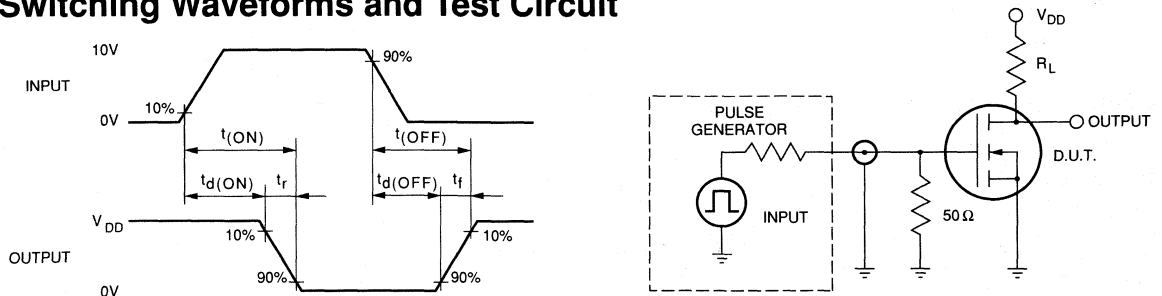 Switching Waveforms and Test Circuit
INPUT
10V
0V
10%
90%
t(ON)
t(OFF)
td(ON)
tr
td(OFF)
tf
OUTPUT
VDD
0V
10%
90%
10%
90%
PULSE
GENERATOR
INPUT
50Ω
VDD
RL
OUTPUT
D.U.T.